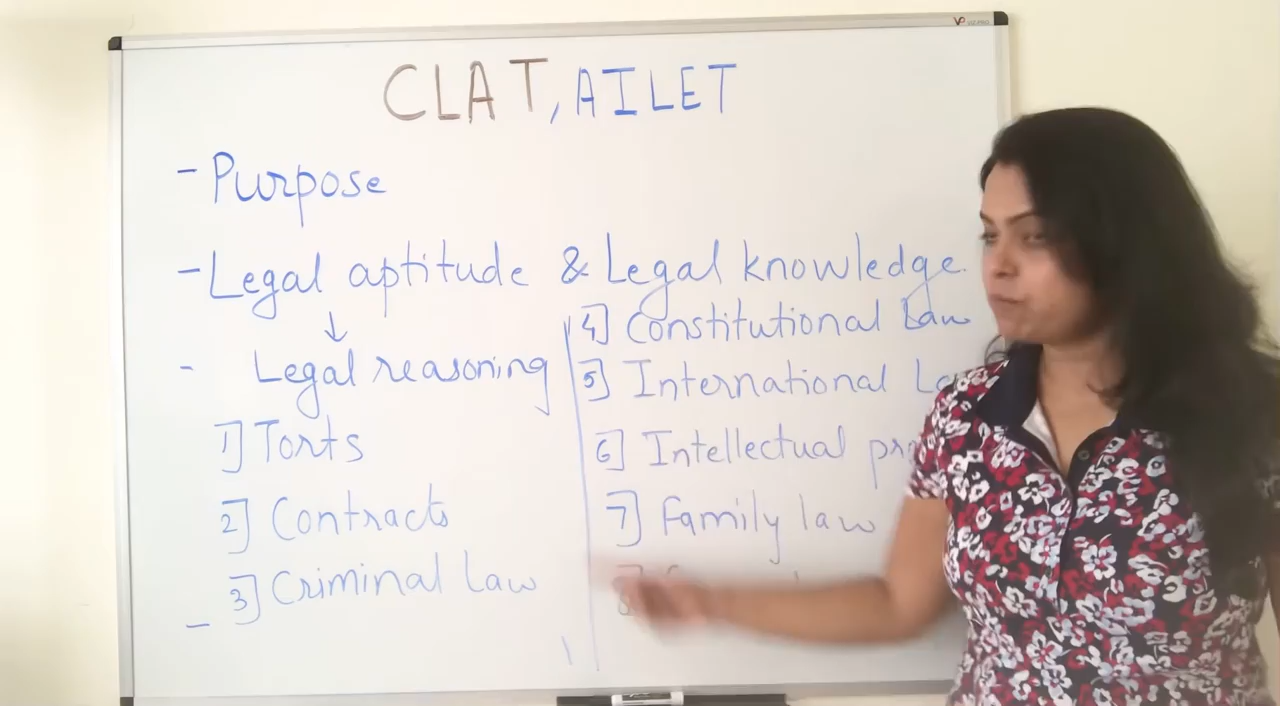 CLAT, AILET
- Purpose
- Legal aptitude & Legal knowledge.
↓
- Legal reasoning
1] Torts
2] Contracts
3] Criminal Law
-
4] Constitutional Law
5] International
6] Intellectual
7] Family law
8]